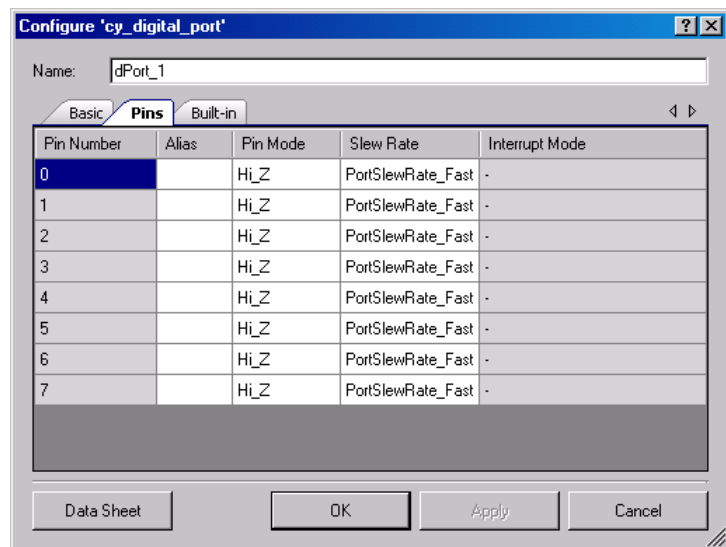 Configure 'cy_digital_port'
Name: dPort_1
Basic Pins Built-in
Pin Number Alias Pin Mode Slew Rate Interrupt Mode
0 Hi_Z PortSlewRate_Fast -
1 Hi_Z PortSlewRate_Fast -
2 Hi_Z PortSlewRate_Fast -
3 Hi_Z PortSlewRate_Fast -
4 Hi_Z PortSlewRate_Fast -
5 Hi_Z PortSlewRate_Fast -
6 Hi_Z PortSlewRate_Fast -
7 Hi_Z PortSlewRate_Fast -
Data Sheet OK Apply Cancel